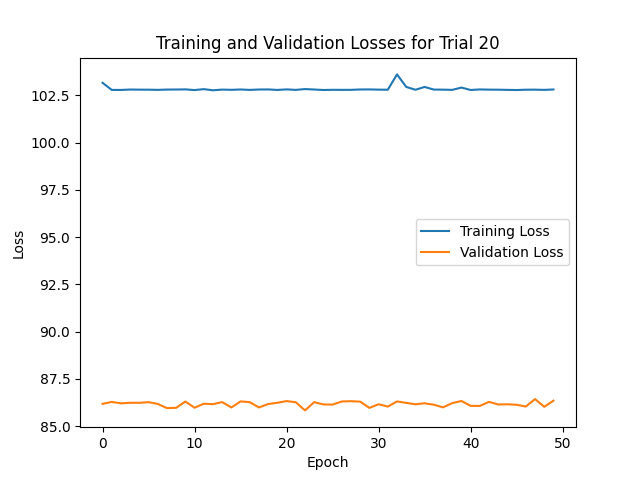 Training and Validation Losses for Trial 20
Loss
102.5
100.0
97.5
95.0
92.5
90.0
87.5
85.0
Training Loss
Validation Loss
0 10 20 30 40 50
Epoch